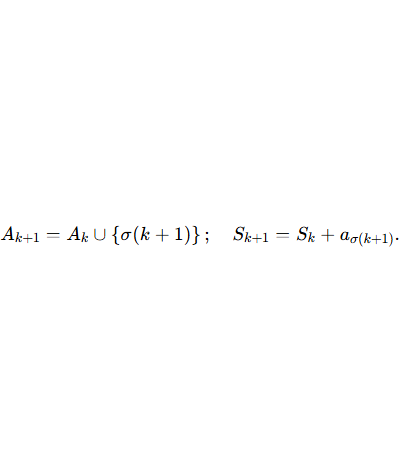 A_{k+1} = A_k ∪ {σ(k + 1)} ; S_{k+1} = S_k + a_{σ(k+1)}.